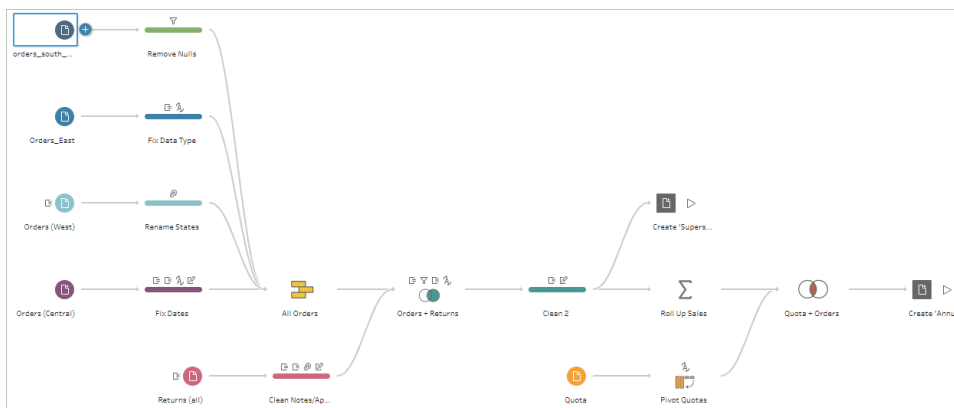 orders_south_...
Remove Nulls
Orders_East
Fix Data Type
Orders (West)
Rename States
Create 'Supers...
Orders (Central)
Fix Dates
All Orders
Orders + Returns
Clean 2
Roll Up Sales
Quota + Orders
Create 'Annu
Returns (all)
Clean Notes/Ap...
Quota
Pivot Quotas